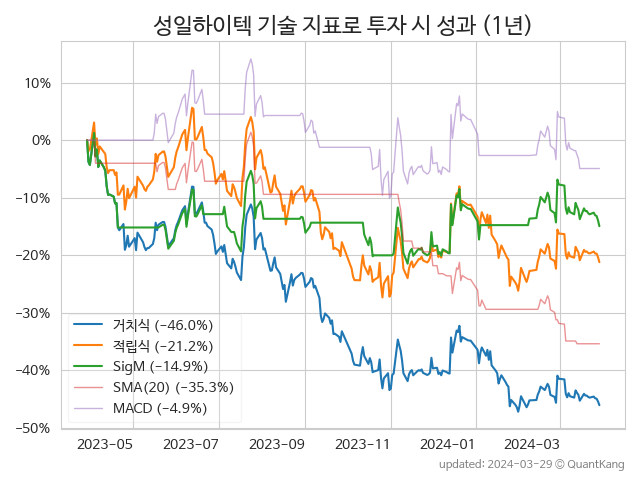 성일하이텍 기술 지표로 투자 시 성과 (1년)
10%
0%
−10%
−20%
−30%
−40%
−50%
거치식 (−46.0%)
적립식 (−21.2%)
SigM (−14.9%)
SMA(20) (−35.3%)
MACD (−4.9%)
2023−05
2023−07
2023−09
2023−11
2024−01
2024−03
updated: 2024−03−29 © QuantKang